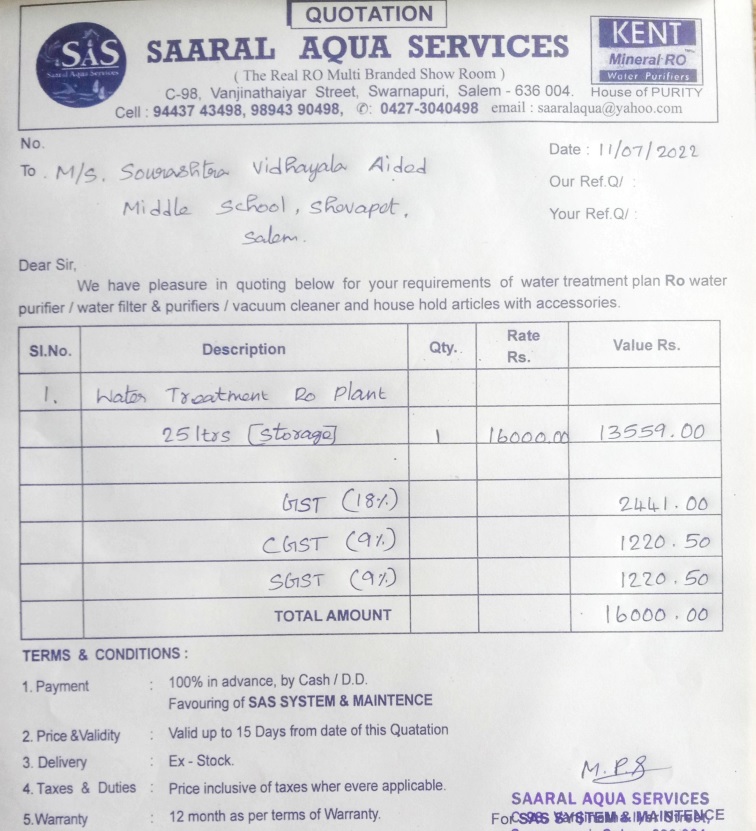 QUOTATION
SAS
Saaral Aqua Services
SAARAL AQUA SERVICES
( The Real RO Multi Branded Show Room )
C-98, Vanjinathaiyar Street, Swarnapuri, Salem - 636 004.
Cell : 94437 43498, 98943 90498, ✆: 0427-3040498 email : saaralaqua@yahoo.com
KENT
Mineral RO
Water Purifiers
House of PURITY
No.
Date : 11/07/2022
To . M/s. Sourashtra Vidhayala Aided
Our Ref.Q/ :
Middle School, Shevapet,
Your Ref.Q/ :
Salem.
Dear Sir,
We have pleasure in quoting below for your requirements of water treatment plan Ro water
purifier / water filter & purifiers / vacuum cleaner and house hold articles with accessories.
Sl.No. Description Qty. Rate Rs. Value Rs.
1. Water Treatment Ro Plant
25 ltrs [Storage] 1 16000.00 13559.00
GST (18%) 2441.00
CGST (9%) 1220.50
SGST (9%) 1220.50
TOTAL AMOUNT 16000.00
TERMS & CONDITIONS :
1. Payment : 100% in advance, by Cash / D.D.
Favouring of SAS SYSTEM & MAINTENCE
2. Price &Validity : Valid up to 15 Days from date of this Quatation
3. Delivery : Ex - Stock.
4. Taxes & Duties : Price inclusive of taxes wher evere applicable.
5.Warranty : 12 month as per terms of Warranty.
SAARAL AQUA SERVICES
For SAS SYSTEM & MAINTENCE